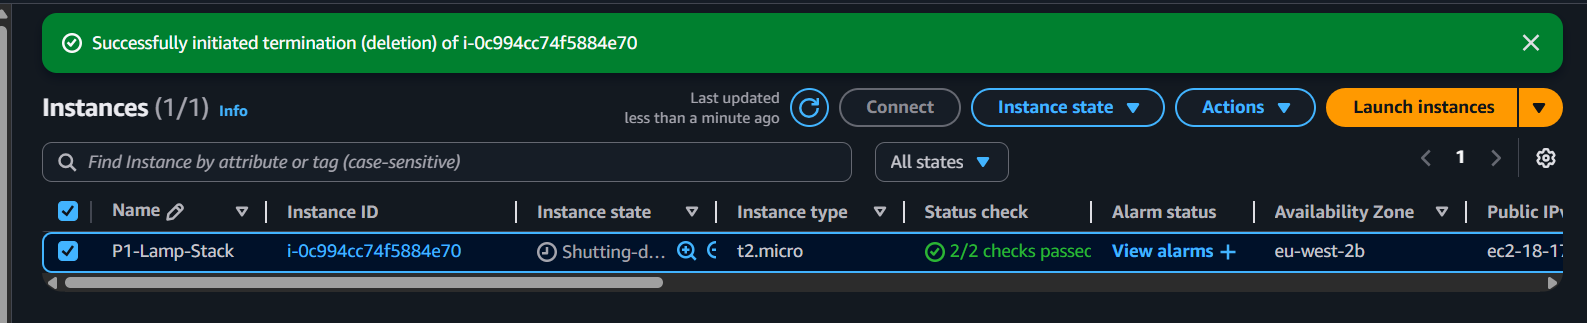 Successfully initiated termination (deletion) of i-0c994cc74f5884e70
Instances (1/1) Info
Last updated
less than a minute ago
Connect
Instance state
Actions
Launch instances
Find Instance by attribute or tag (case-sensitive)
All states
1
Name Instance ID Instance state Instance type Status check Alarm status Availability Zone Public IPv
P1-Lamp-Stack i-0c994cc74f5884e70 Shutting-d... t2.micro 2/2 checks passed View alarms + eu-west-2b ec2-18-17